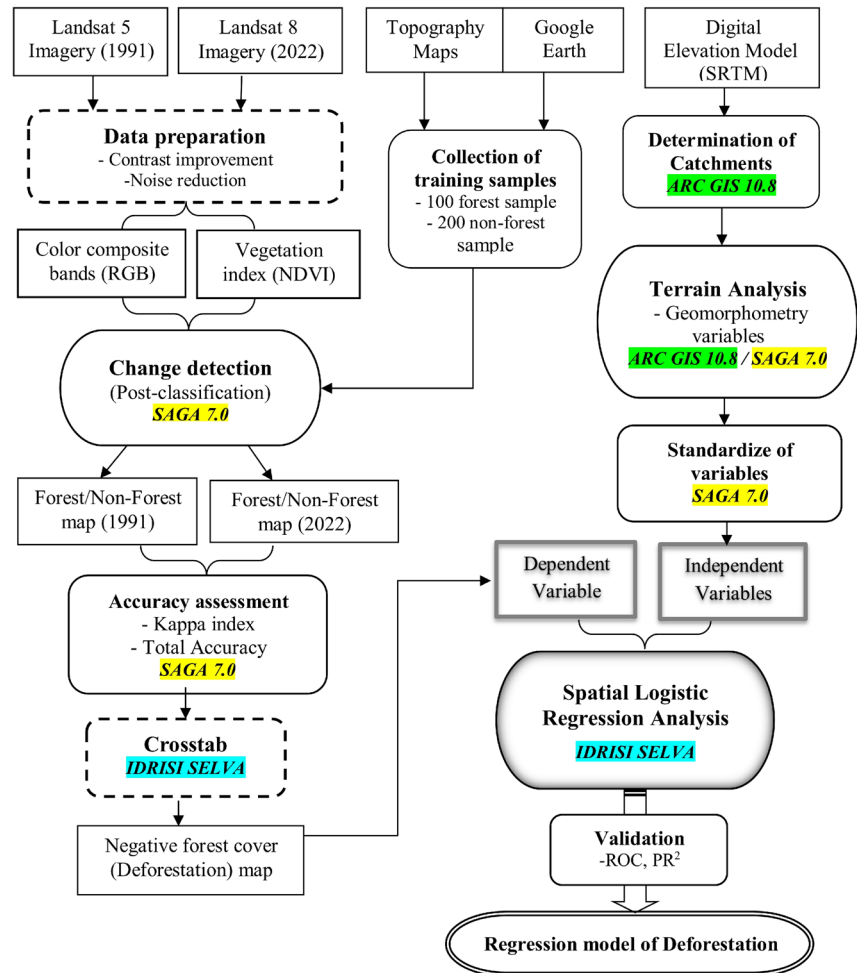 Landsat 5
Imagery (1991)
Landsat 8
Imagery (2022)
Topography
Maps
Google
Earth
Digital
Elevation Model
(SRTM)
Data preparation
- Contrast improvement
-Noise reduction
Collection of
training samples
- 100 forest sample
- 200 non-forest
sample
Determination of
Catchments
ARC GIS 10.8
Color composite
bands (RGB)
Vegetation
index (NDVI)
Terrain Analysis
- Geomorphometry
variables
ARC GIS 10.8 / SAGA 7.0
Change detection
(Post-classification)
SAGA 7.0
Standardize of
variables
SAGA 7.0
Forest/Non-Forest
map (1991)
Forest/Non-Forest
map (2022)
Dependent
Variable
Independent
Variables
Accuracy assessment
- Kappa index
- Total Accuracy
SAGA 7.0
Spatial Logistic
Regression Analysis
IDRISI SELVA
Crosstab
IDRISI SELVA
Negative forest cover
(Deforestation) map
Validation
-ROC, PR²
Regression model of Deforestation